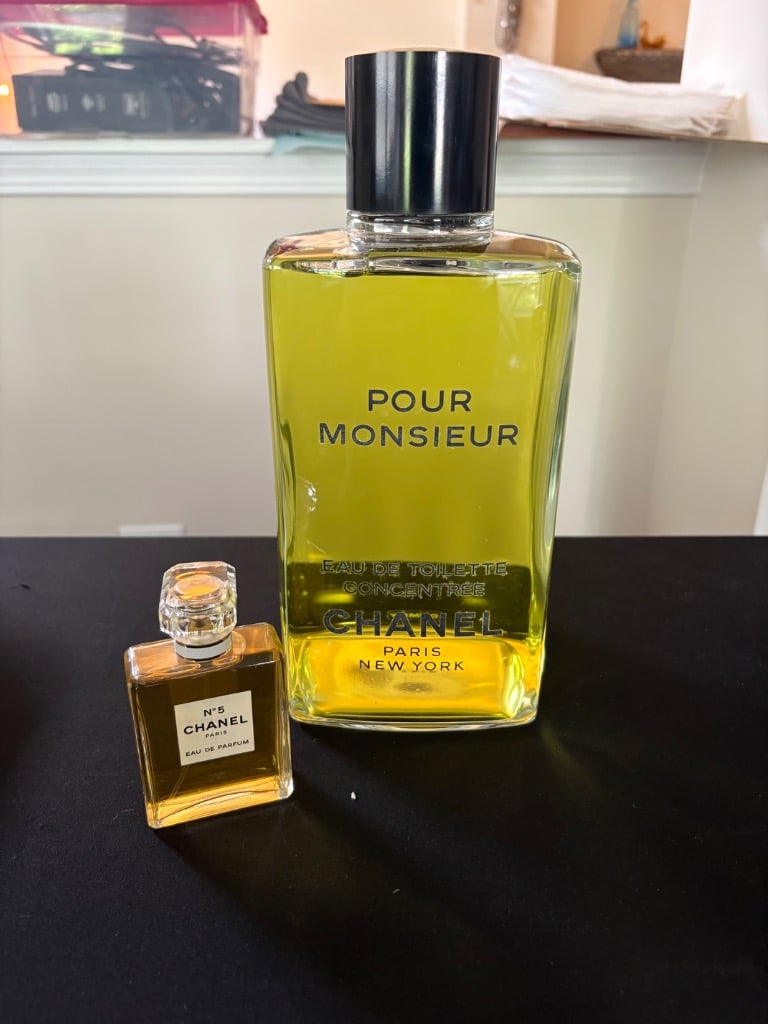 POUR
MONSIEUR
EAU DE TOILETTE
CONCENTRÉE
CHANEL
PARIS
NEW YORK
N°5
CHANEL
PARIS
EAU DE PARFUM